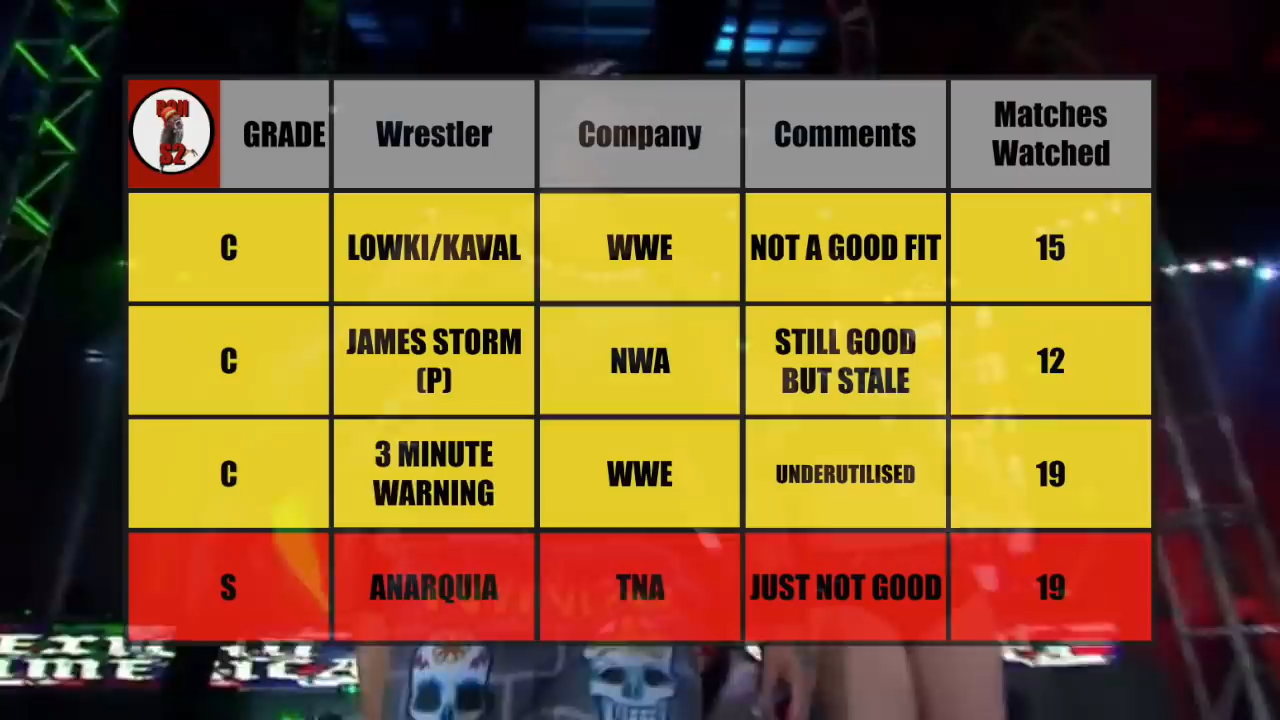 S2
GRADE
Wrestler
Company
Comments
Matches
Watched
C
LOWKI/KAVAL
WWE
NOT A GOOD FIT
15
C
JAMES STORM
(P)
NWA
STILL GOOD
BUT STALE
12
C
3 MINUTE
WARNING
WWE
UNDERUTILISED
19
S
ANARQUIA
TNA
JUST NOT GOOD
19